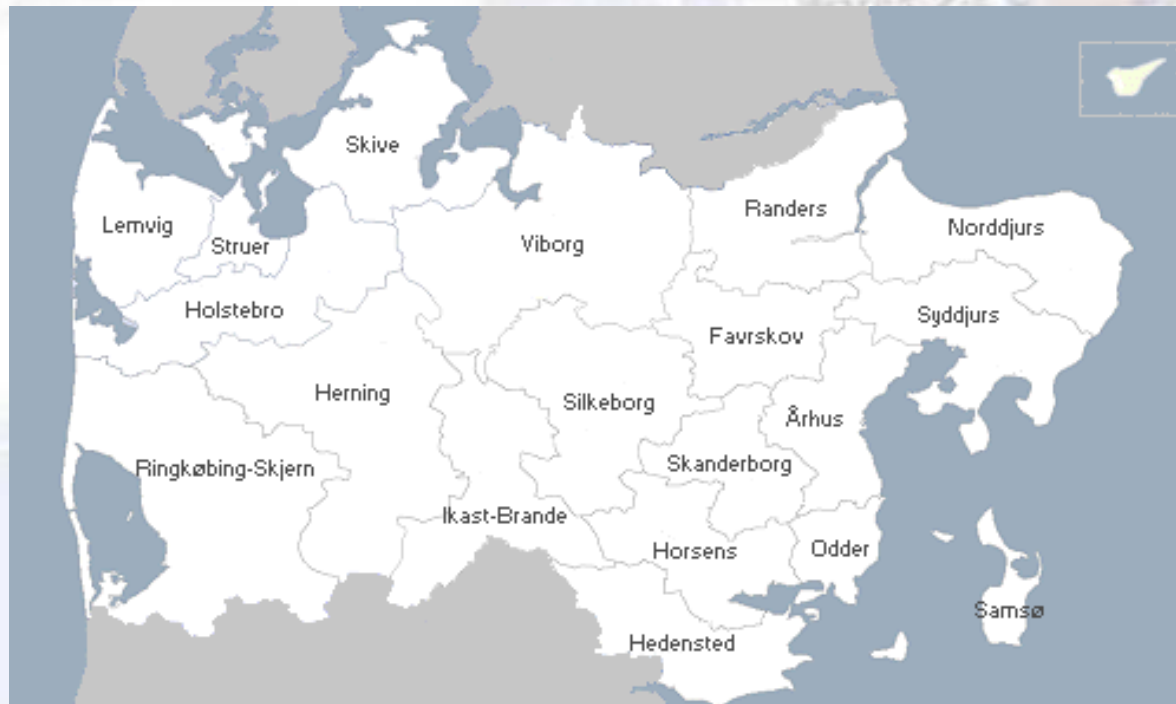 Skive
Lemvig
Struer
Viborg
Randers
Norddjurs
Holstebro
Favrskov
Syddjurs
Herning
Silkeborg
Århus
Ringkøbing-Skjern
Skanderborg
Ikast-Brande
Horsens
Odder
Samsø
Hedensted